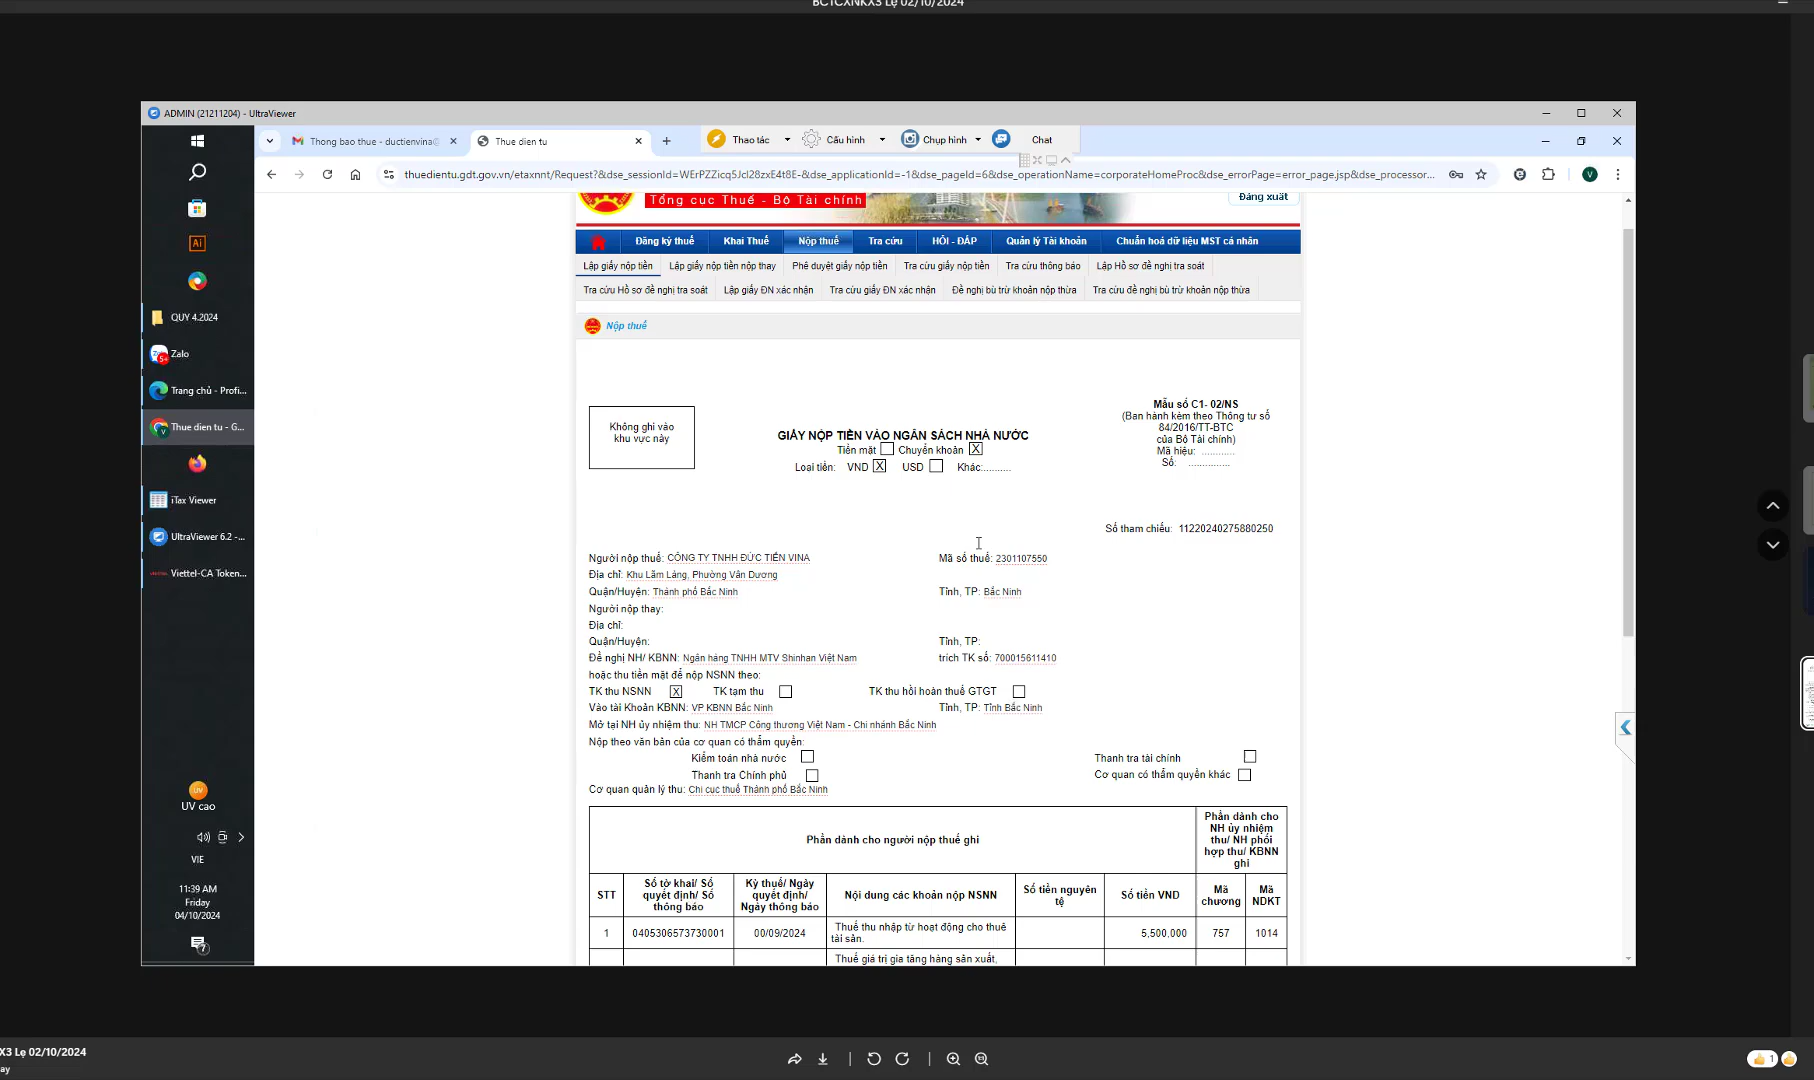 BCTCXNKX3 Lẹ 02/10/2024
ADMIN (21211204) - UltraViewer
Thong bao thue - ductienvina@
Thue dien tu
Thao tác
Cấu hình
Chụp hình
Chat
thuedientu.gdt.gov.vn/etaxnnt/Request?&dse_sessionId=WErPZZicq5Jcl28zxE4t8E-&dse_applicationId=-1&dse_pageId=6&dse_operationName=corporateHomeProc&dse_errorPage=error_page.jsp&dse_processor...
V
Tổng cục Thuế - Bộ Tài chính
Đăng xuất
Đăng ký thuế
Khai Thuế
Nộp thuế
Tra cứu
HỎI - ĐÁP
Quản lý Tài khoản
Chuẩn hoá dữ liệu MST cá nhân
Lập giấy nộp tiền
Lập giấy nộp tiền nộp thay
Phê duyệt giấy nộp tiền
Tra cứu giấy nộp tiền
Tra cứu thông báo
Lập Hồ sơ đề nghị tra soát
Tra cứu Hồ sơ đề nghị tra soát
Lập giấy ĐN xác nhận
Tra cứu giấy ĐN xác nhận
Đề nghị bù trừ khoản nộp thừa
Tra cứu đề nghị bù trừ khoản nộp thừa
Ai
QUY 4.2024
Zalo
5+
Trang chủ - Profi...
Thue dien tu - G...
iTax Viewer
UltraViewer 6.2 -...
Viettel-CA Token...
UV
UV cao
VIE
11:39 AM
Friday
04/10/2024
7
Nộp thuế
Không ghi vào
khu vực này
GIẤY NỘP TIỀN VÀO NGÂN SÁCH NHÀ NƯỚC
Tiền mặt Chuyển khoản X
Loại tiền: VND X USD Khác:..........
Mẫu số C1- 02/NS
(Ban hành kèm theo Thông tư số
84/2016/TT-BTC
của Bộ Tài chính)
Mã hiệu: ............
Số: ...............
Số tham chiếu: 11220240275880250
Người nộp thuế: CÔNG TY TNHH ĐỨC TIẾN VINA Mã số thuế: 2301107550
Địa chỉ: Khu Lãm Làng, Phường Vân Dương
Quận/Huyện: Thành phố Bắc Ninh Tỉnh, TP: Bắc Ninh
Người nộp thay:
Địa chỉ:
Quận/Huyện: Tỉnh, TP:
Đề nghị NH/ KBNN: Ngân hàng TNHH MTV Shinhan Việt Nam trích TK số: 700015611410
hoặc thu tiền mặt để nộp NSNN theo:
TK thu NSNN X TK tạm thu TK thu hồi hoàn thuế GTGT
Vào tài Khoản KBNN: VP KBNN Bắc Ninh Tỉnh, TP: Tỉnh Bắc Ninh
Mở tại NH ủy nhiệm thu: NH TMCP Công thương Việt Nam - Chi nhánh Bắc Ninh
Nộp theo văn bản của cơ quan có thẩm quyền:
Kiểm toán nhà nước Thanh tra tài chính
Thanh tra Chính phủ Cơ quan có thẩm quyền khác
Cơ quan quản lý thu: Chi cục thuế Thành phố Bắc Ninh
Phần dành cho người nộp thuế ghi
Phần dành cho
NH ủy nhiệm
thu/ NH phối
hợp thu/ KBNN
ghi
STT
Số tờ khai/ Số
quyết định/ Số
thông báo
Kỳ thuế/ Ngày
quyết định/
Ngày thông báo
Nội dung các khoản nộp NSNN
Số tiền nguyên
tệ
Số tiền VND
Mã
chương
Mã
NDKT
1
0405306573730001
00/09/2024
Thuế thu nhập từ hoạt động cho thuê
tài sản.
5,500,000
757
1014
Thuế giá trị gia tăng hàng sản xuất,
X3 Lẹ 02/10/2024
ay
1